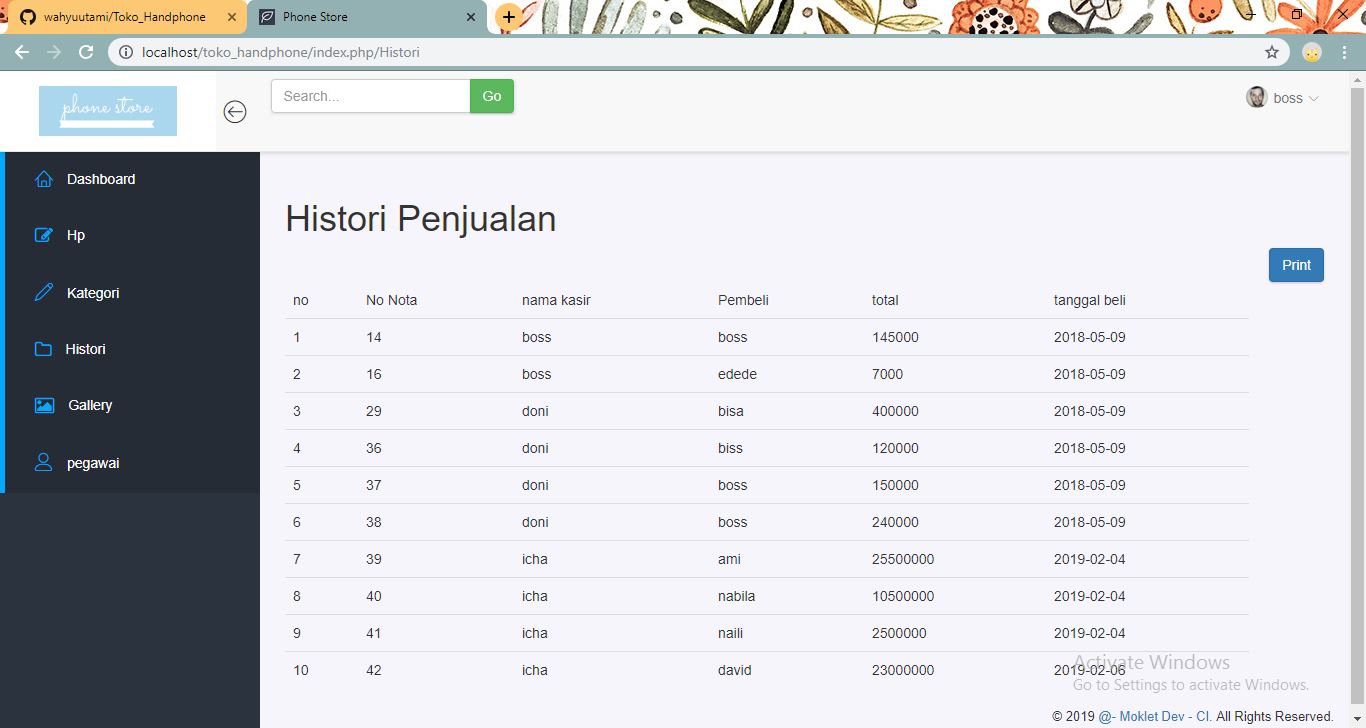 wahyuutami/Toko_Handphone Phone Store
localhost/toko_handphone/index.php/Histori
phone store Search... Go boss
Dashboard
Hp
Kategori
Histori
Gallery
pegawai
Histori Penjualan
Print
no No Nota nama kasir Pembeli total tanggal beli
1 14 boss boss 145000 2018-05-09
2 16 boss edede 7000 2018-05-09
3 29 doni bisa 400000 2018-05-09
4 36 doni biss 120000 2018-05-09
5 37 doni boss 150000 2018-05-09
6 38 doni boss 240000 2018-05-09
7 39 icha ami 25500000 2019-02-04
8 40 icha nabila 10500000 2019-02-04
9 41 icha naili 2500000 2019-02-04
10 42 icha david 23000000 2019-02-06
Activate Windows
Go to Settings to activate Windows.
© 2019 @- Moklet Dev - CI. All Rights Reserved.